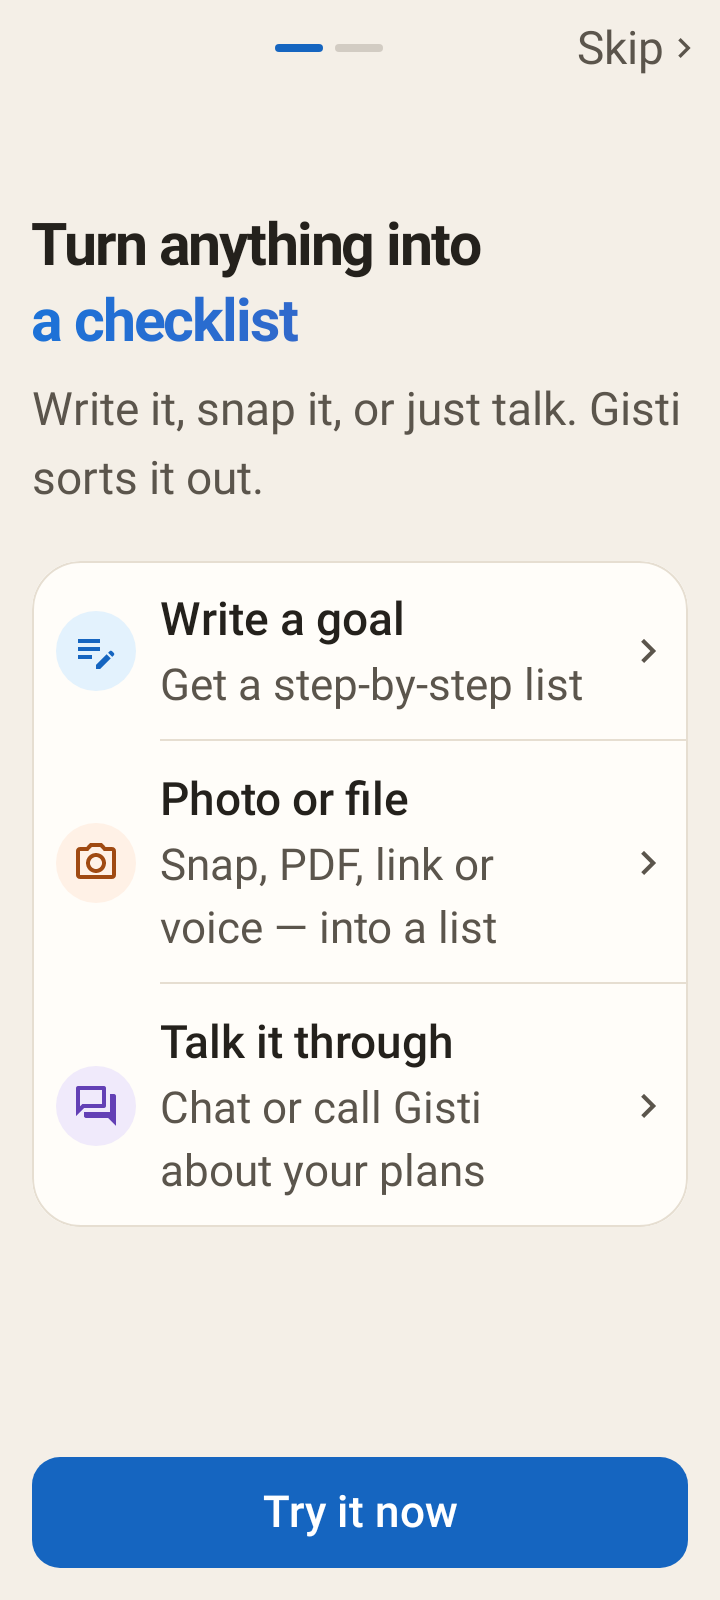 Skip
Turn anything into
a checklist
Write it, snap it, or just talk. Gisti
sorts it out.
Write a goal
Get a step-by-step list
Photo or file
Snap, PDF, link or
voice — into a list
Talk it through
Chat or call Gisti
about your plans
Try it now